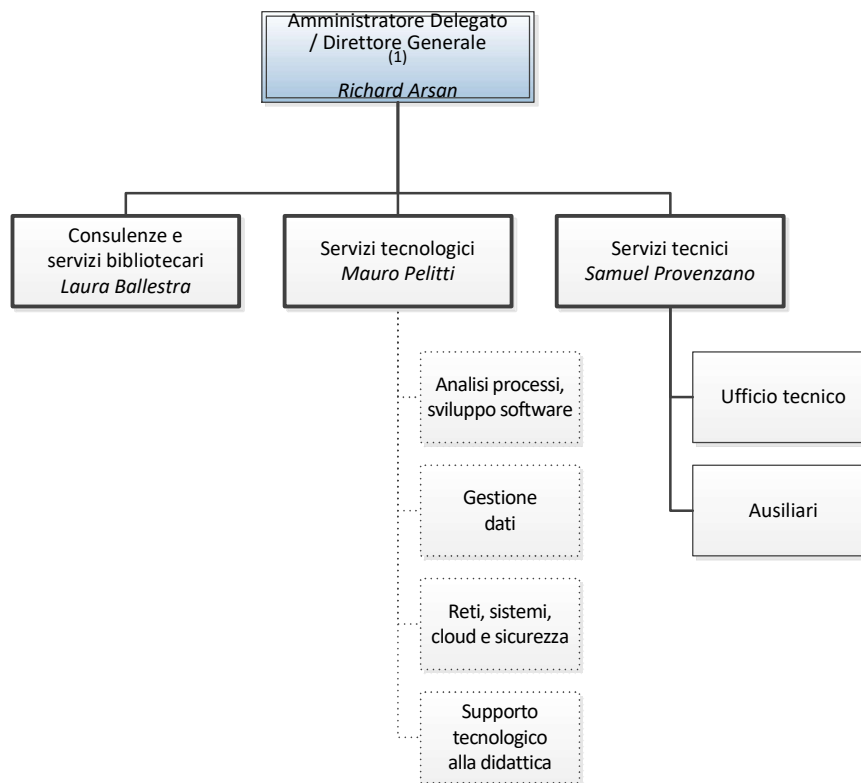 Amministratore Delegato
/ Direttore Generale
(1)
Richard Arsan
Consulenze e
servizi bibliotecari
Laura Ballestra
Servizi tecnologici
Mauro Pelitti
Servizi tecnici
Samuel Provenzano
Analisi processi,
sviluppo software
Gestione
dati
Reti, sistemi,
cloud e sicurezza
Supporto
tecnologico
alla didattica
Ufficio tecnico
Ausiliari